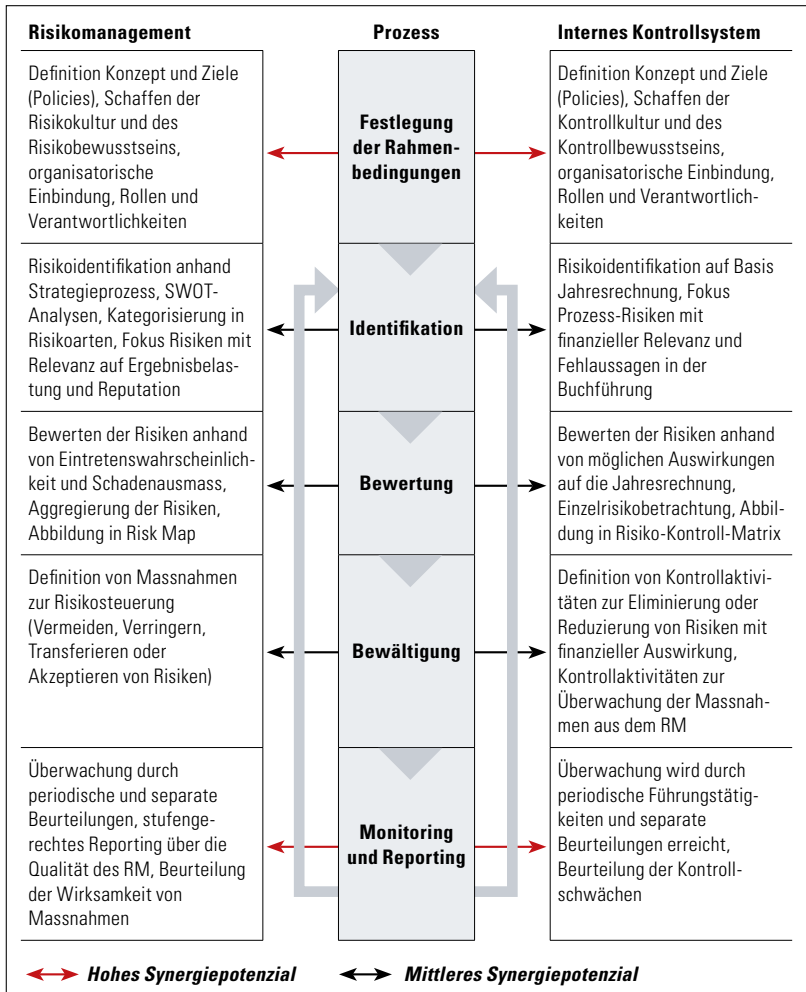 Risikomanagement
Prozess
Internes Kontrollsystem
Definition Konzept und Ziele
(Policies), Schaffen der
Risikokultur und des
Risikobewusstseins,
organisatorische
Einbindung, Rollen und
Verantwortlichkeiten
Festlegung
der Rahmen-
bedingungen
Definition Konzept und Ziele
(Policies), Schaffen der
Kontrollkultur und des
Kontrollbewusstseins,
organisatorische Einbindung,
Rollen und Verantwortlich-
keiten
Risikoidentifikation anhand
Strategieprozess, SWOT-
Analysen, Kategorisierung in
Risikoarten, Fokus Risiken mit
Relevanz auf Ergebnisbelas-
tung und Reputation
Identifikation
Risikoidentifikation auf Basis
Jahresrechnung, Fokus
Prozess-Risiken mit
finanzieller Relevanz und
Fehlaussagen in der
Buchführung
Bewerten der Risiken anhand
von Eintretenswahrscheinlich-
keit und Schadenausmass,
Aggregierung der Risiken,
Abbildung in Risk Map
Bewertung
Bewerten der Risiken anhand
von möglichen Auswirkungen
auf die Jahresrechnung,
Einzelrisikobetrachtung, Abbil-
dung in Risiko-Kontroll-Matrix
Definition von Massnahmen
zur Risikosteuerung
(Vermeiden, Verringern,
Transferieren oder
Akzeptieren von Risiken)
Bewältigung
Definition von Kontrollaktivi-
täten zur Eliminierung oder
Reduzierung von Risiken mit
finanzieller Auswirkung,
Kontrollaktivitäten zur
Überwachung der Massnah-
men aus dem RM
Überwachung durch
periodische und separate
Beurteilungen, stufenge-
rechtes Reporting über die
Qualität des RM, Beurteilung
der Wirksamkeit von
Massnahmen
Monitoring
und Reporting
Überwachung wird durch
periodische Führungstätig-
keiten und separate
Beurteilungen erreicht,
Beurteilung der Kontroll-
schwächen
Hohes Synergiepotenzial
Mittleres Synergiepotenzial